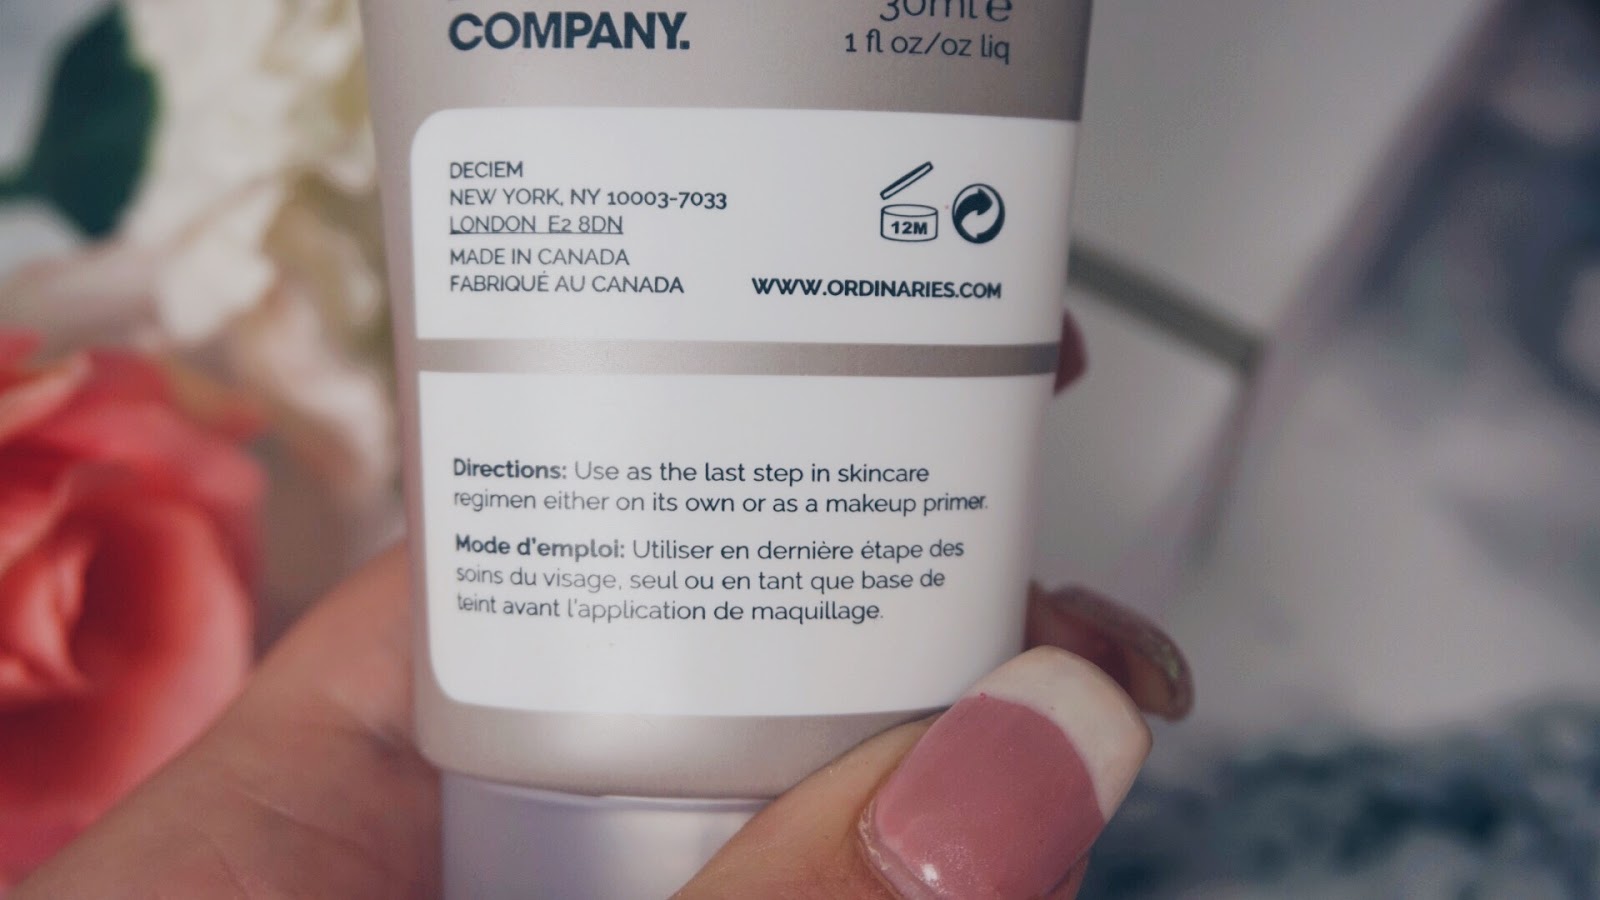 COMPANY.
30ml e
1 fl oz/oz liq
DECIEM
NEW YORK, NY 10003-7033
LONDON E2 8DN
MADE IN CANADA
FABRIQUÉ AU CANADA
12M
WWW.ORDINARIES.COM
Directions: Use as the last step in skincare
regimen either on its own or as a makeup primer.
Mode d'emploi: Utiliser en dernière étape des
soins du visage, seul ou en tant que base de
teint avant l'application de maquillage.